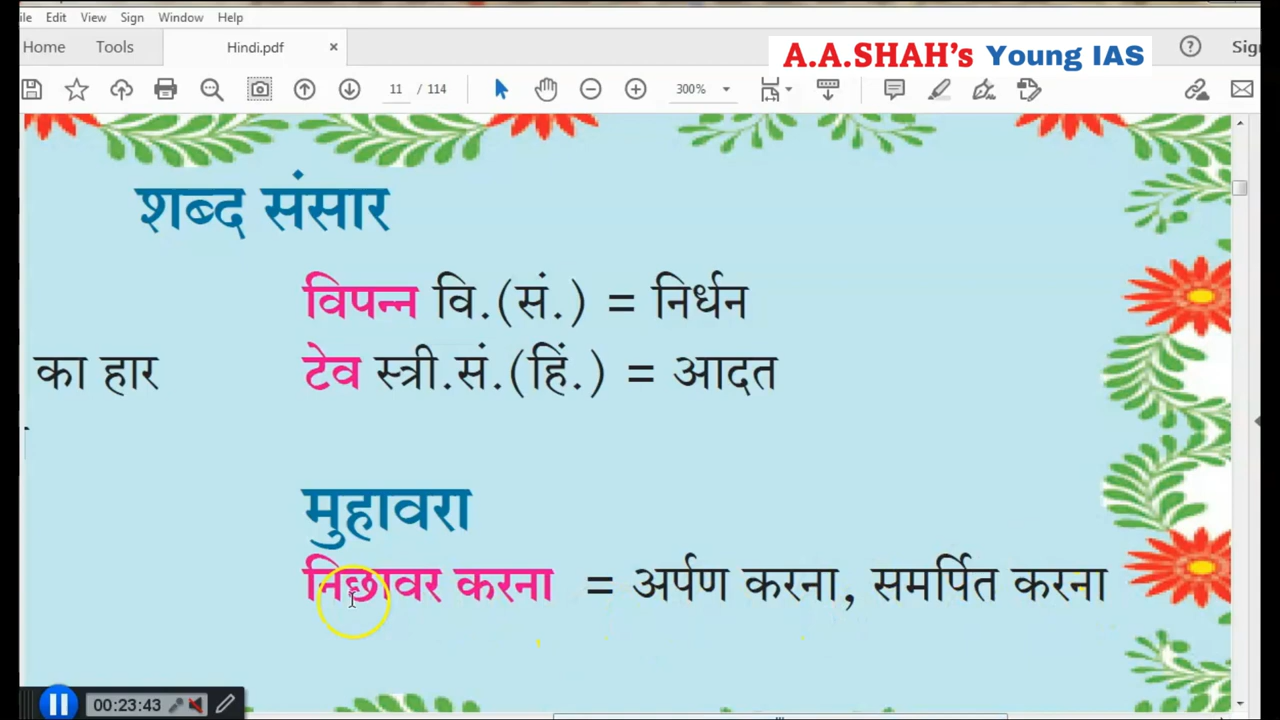 ile Edit View Sign Window Help
Home Tools Hindi.pdf × A.A.SHAH's Young IAS Sig
11 / 114 300%
शब्द संसार
विपन्न वि.(सं.) = निर्धन
का हार टेव स्त्री.सं.(हिं.) = आदत
मुहावरा
निछावर करना = अर्पण करना, समर्पित करना
00:23:43